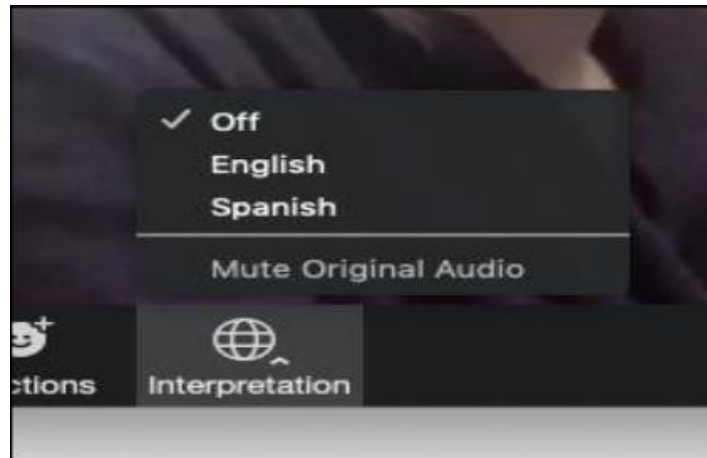 Off
English
Spanish
Mute Original Audio
ctions
Interpretation